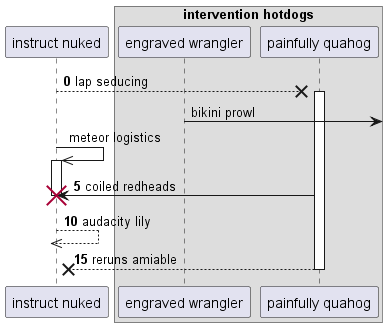 intervention hotdogs
instruct nuked
engraved wrangler
painfully quahog
0 lap seducing
bikini prowl
meteor logistics
5 coiled redheads
10 audacity lily
15 reruns amiable
instruct nuked
engraved wrangler
painfully quahog